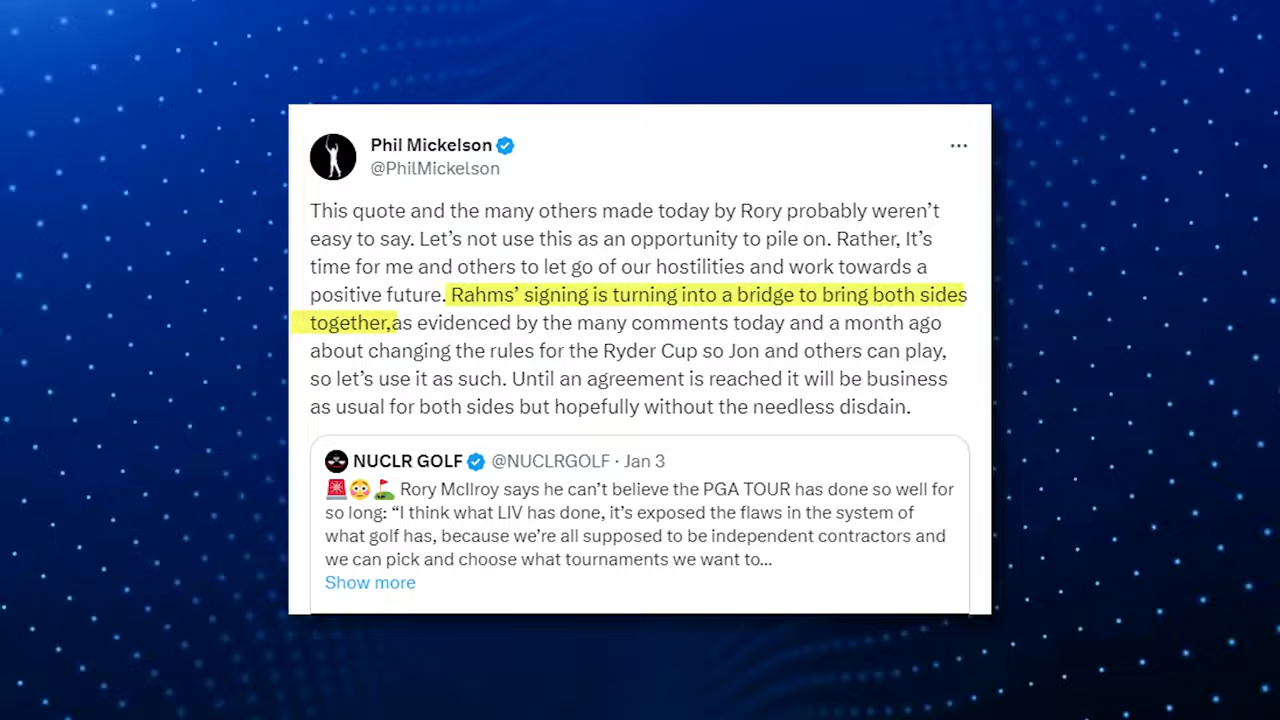 Phil Mickelson
@PhilMickelson
This quote and the many others made today by Rory probably weren’t
easy to say. Let’s not use this as an opportunity to pile on. Rather, It’s
time for me and others to let go of our hostilities and work towards a
positive future. Rahms’ signing is turning into a bridge to bring both sides
together,as evidenced by the many comments today and a month ago
about changing the rules for the Ryder Cup so Jon and others can play,
so let’s use it as such. Until an agreement is reached it will be business
as usual for both sides but hopefully without the needless disdain.
NUCLR GOLF @NUCLRGOLF · Jan 3
🚨😳⛳ Rory McIlroy says he can’t believe the PGA TOUR has done so well for
so long: “I think what LIV has done, it’s exposed the flaws in the system of
what golf has, because we’re all supposed to be independent contractors and
we can pick and choose what tournaments we want to...
Show more